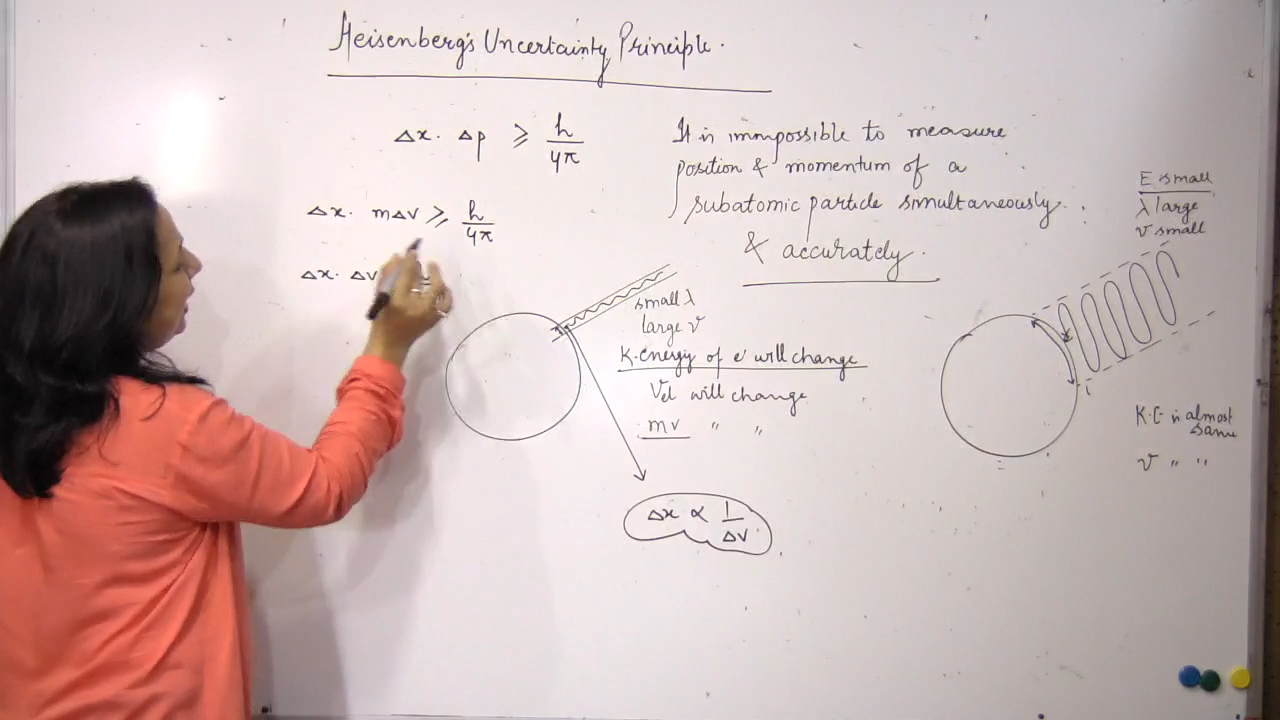 Heisenberg's Uncertainty Principle.
Δx. Δp ≥ h/4π
Δx. mΔv ≥ h/4π
Δx. Δv
It is immpossible to measure
position & momentum of a
subatomic particle simultaneously
& accurately.
small λ
large ν
K.energy of e⁻ will change
Vel will change
mv " "
Δx ∝ 1/Δv
E is small
λ large
ν small
K.E is almost
same
v " "